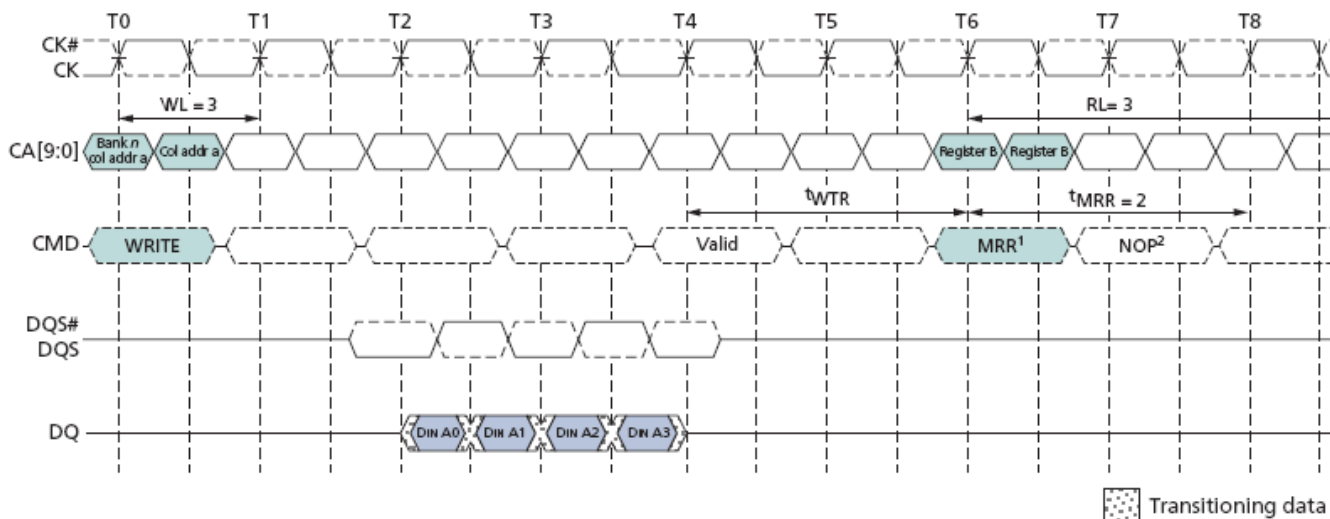 T0 T1 T2 T3 T4 T5 T6 T7 T8
CK#
CK
WL = 3
RL= 3
CA[9:0]
Bank n
col addr a
Col addr a
Register B
Register B
tWTR
tMRR = 2
CMD
WRITE
Valid
MRR1
NOP2
DQS#
DQS
DQ
DIN A0
DIN A1
DIN A2
DIN A3
Transitioning data